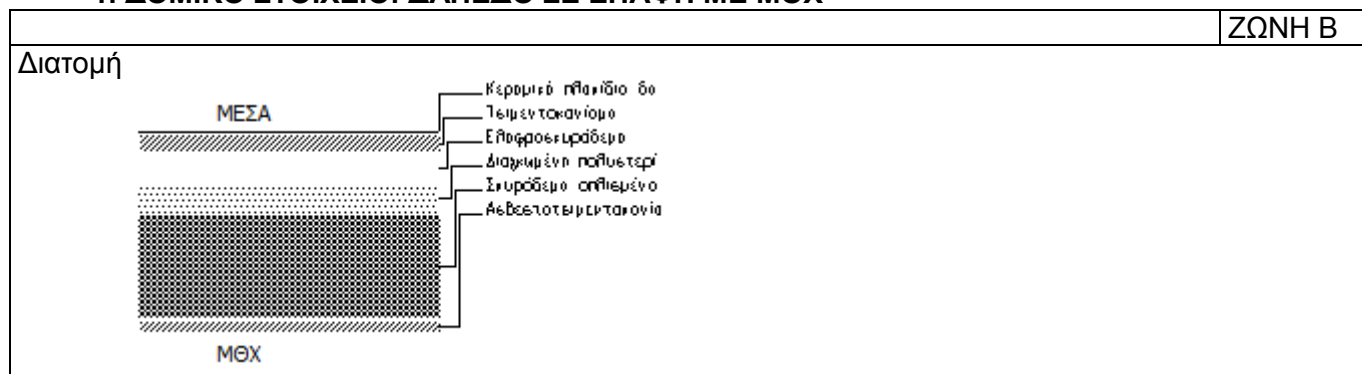 ΖΩΝΗ Β
Διατομή
ΜΕΣΑ
Κεραμικό πλακίδιο δα
Τσιμεντοκονίαμα
Ελαφροσκυρόδεμα
Διογκωμένη πολυστερί
Σκυρόδεμα οπλισμένο
Ασβεστοτσιμεντοκονία
ΜΘΧ